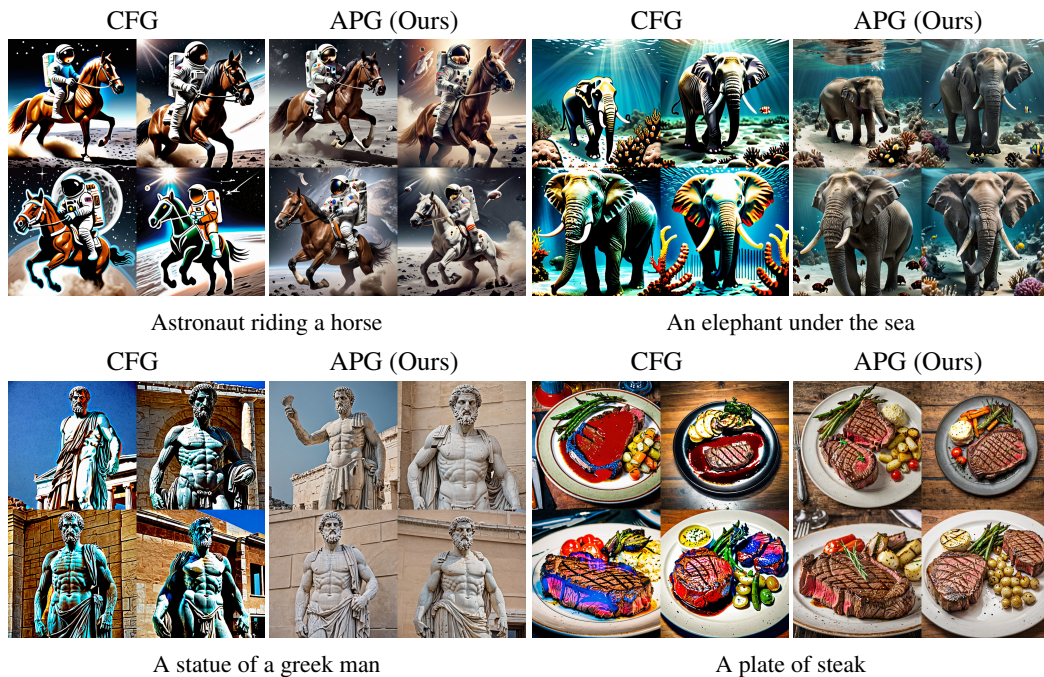 CFG APG (Ours) CFG APG (Ours)
Astronaut riding a horse An elephant under the sea
CFG APG (Ours) CFG APG (Ours)
A statue of a greek man A plate of steak